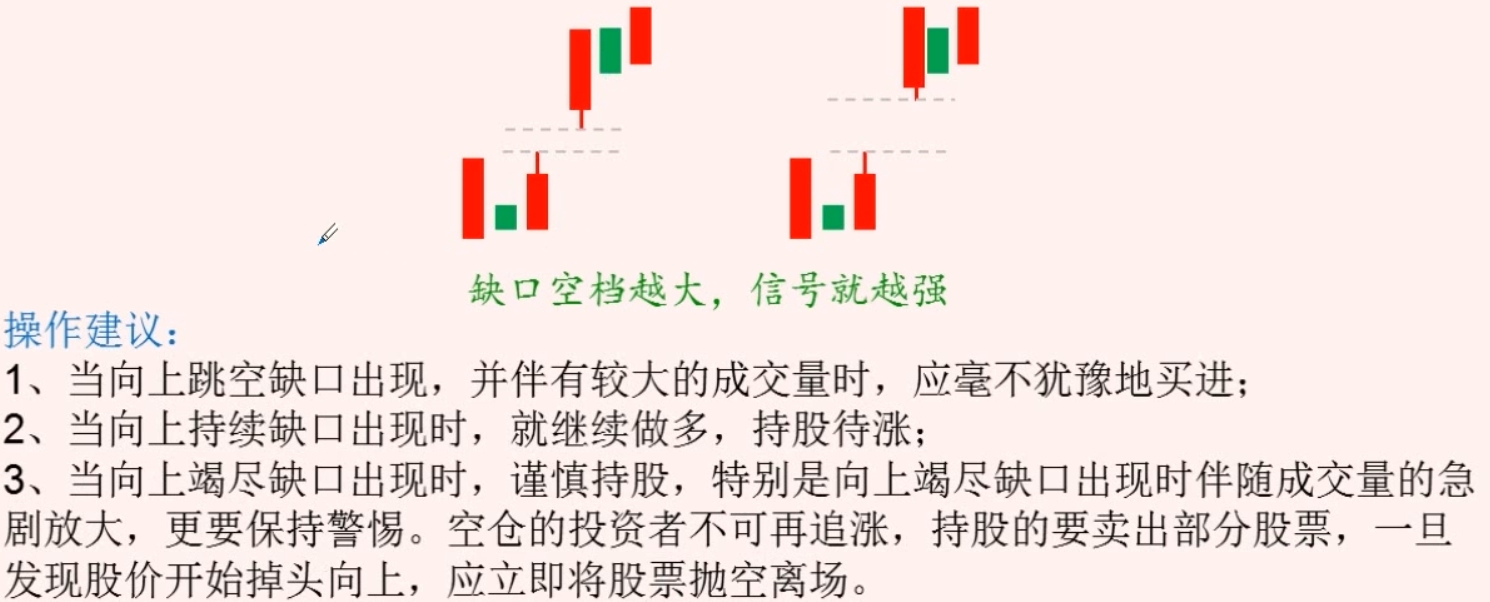 缺口空档越大，信号就越强
操作建议：
1、当向上跳空缺口出现，并伴有较大的成交量时，应毫不犹豫地买进；
2、当向上持续缺口出现时，就继续做多，持股待涨；
3、当向上竭尽缺口出现时，谨慎持股，特别是向上竭尽缺口出现时伴随成交量的急
剧放大，更要保持警惕。空仓的投资者不可再追涨，持股的要卖出部分股票，一旦
发现股价开始掉头向上，应立即将股票抛空离场。